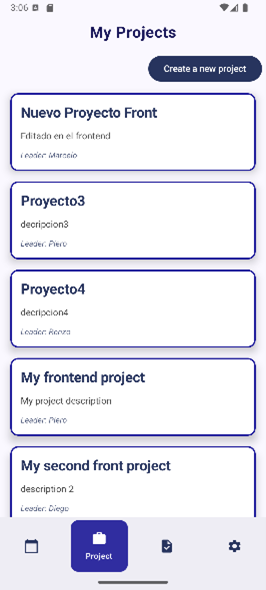 3:06
My Projects
Create a new project
Nuevo Proyecto Front
Editado en el frontend
Leader: Marcelo
Proyecto3
decripcion3
Leader: Piero
Proyecto4
decripcion4
Leader: Renzo
My frontend project
My project description
Leader: Piero
My second front project
description 2
Leader: Diego
Project